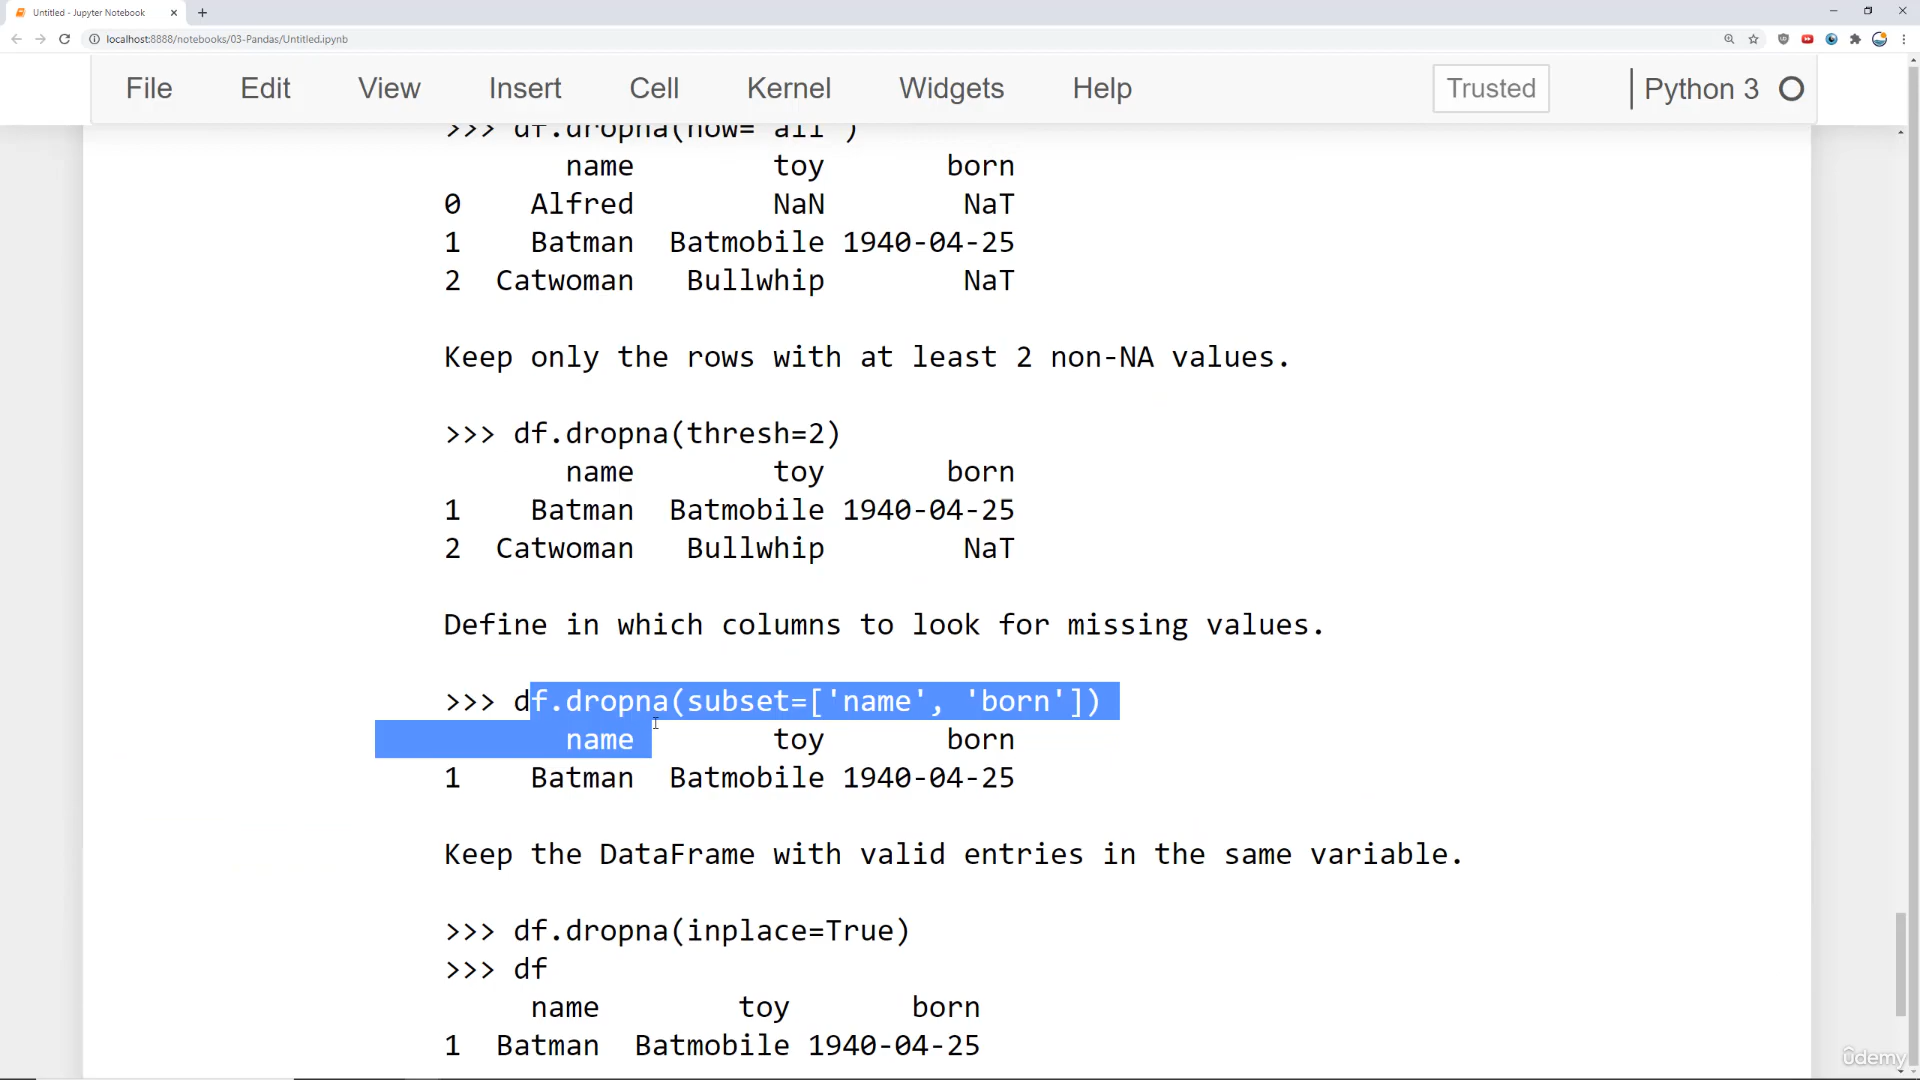 Untitled - Jupyter Notebook
localhost:8888/notebooks/03-Pandas/Untitled.ipynb
File Edit View Insert Cell Kernel Widgets Help Trusted Python 3
>>> df.dropna(how='all')
name toy born
0 Alfred NaN NaT
1 Batman Batmobile 1940-04-25
2 Catwoman Bullwhip NaT
Keep only the rows with at least 2 non-NA values.
>>> df.dropna(thresh=2)
name toy born
1 Batman Batmobile 1940-04-25
2 Catwoman Bullwhip NaT
Define in which columns to look for missing values.
>>> df.dropna(subset=['name', 'born'])
name toy born
1 Batman Batmobile 1940-04-25
Keep the DataFrame with valid entries in the same variable.
>>> df.dropna(inplace=True)
>>> df
name toy born
1 Batman Batmobile 1940-04-25
ûdemy